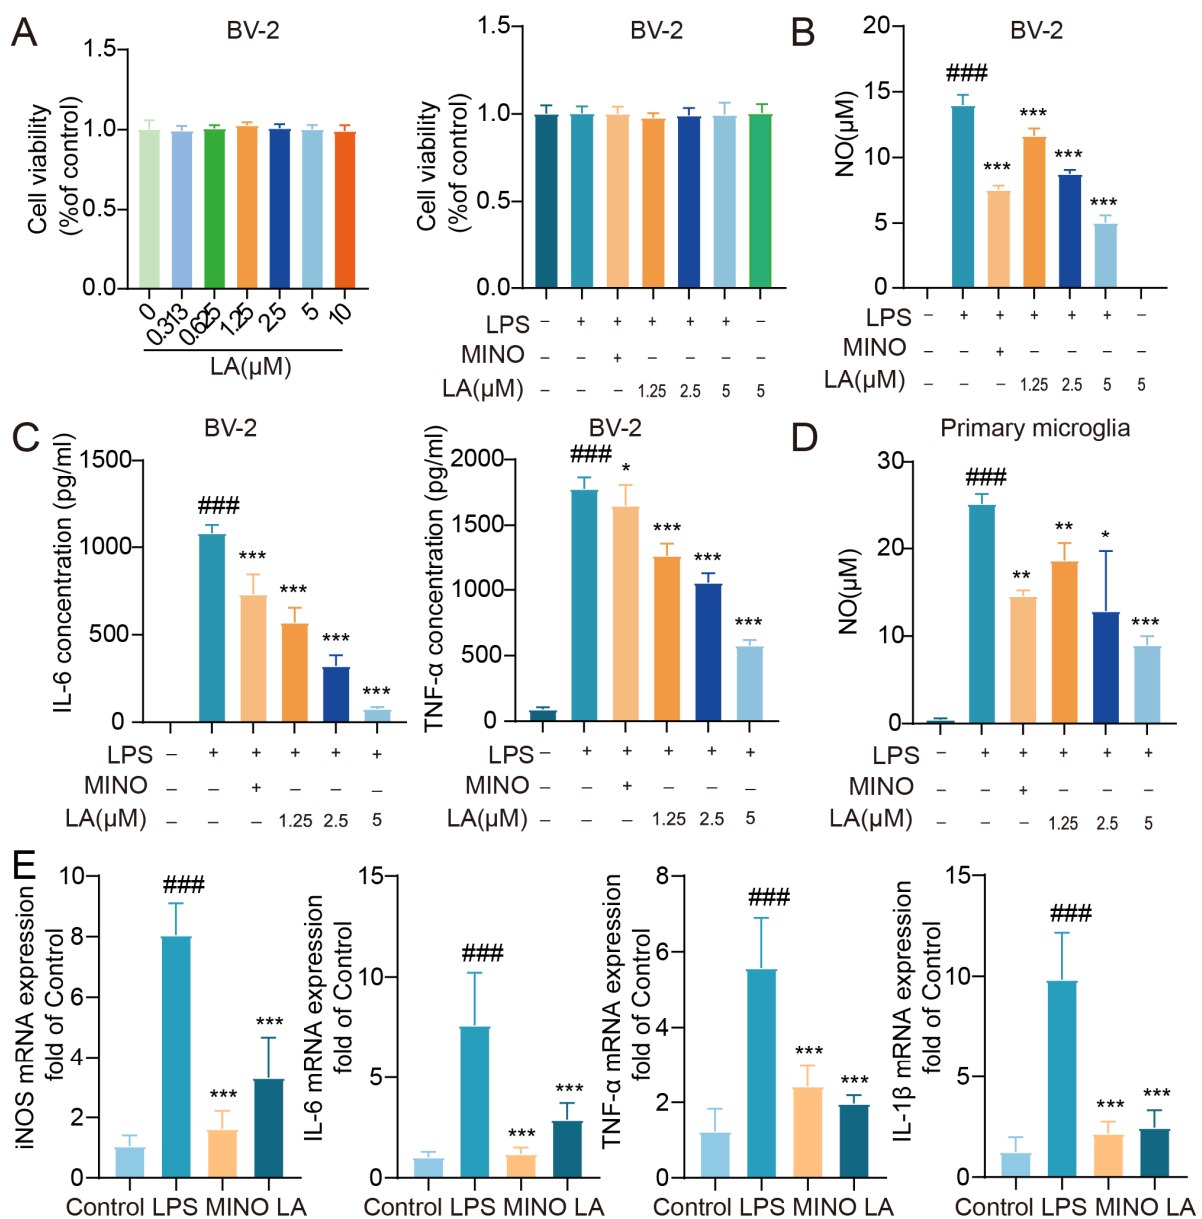 A
BV-2
Cell viability
(%of control)
1.5
1.0
0.5
0.0
0 0.313 0.625 1.25 2.5 5 10
LA(μM)
BV-2
Cell viability
(%of control)
1.5
1.0
0.5
0.0
LPS – + + + + + –
MINO – – + – – – –
LA(μM) – – – 1.25 2.5 5 5
B
BV-2
NO(μM)
20
15
10
5
0
###
***
***
***
***
LPS – + + + + + –
MINO – – + – – – –
LA(μM) – – – 1.25 2.5 5 5
C
BV-2
IL-6 concentration (pg/ml)
1500
1000
500
0
###
***
***
***
***
LPS – + + + + +
MINO – – + – – –
LA(μM) – – – 1.25 2.5 5
BV-2
TNF-α concentration (pg/ml)
2000
1500
1000
500
0
###
*
***
***
***
LPS – + + + + +
MINO – – + – – –
LA(μM) – – – 1.25 2.5 5
D
Primary microglia
NO(μM)
30
20
10
0
###
**
**
*
***
LPS – + + + + +
MINO – – + – – –
LA(μM) – – – 1.25 2.5 5
E
iNOS mRNA expression
fold of Control
10
8
6
4
2
0
###
***
***
Control LPS MINO LA
IL-6 mRNA expression
fold of Control
15
10
5
0
###
***
***
Control LPS MINO LA
TNF-α mRNA expression
fold of Control
8
6
4
2
0
###
***
***
Control LPS MINO LA
IL-1β mRNA expression
fold of Control
15
10
5
0
###
***
***
Control LPS MINO LA